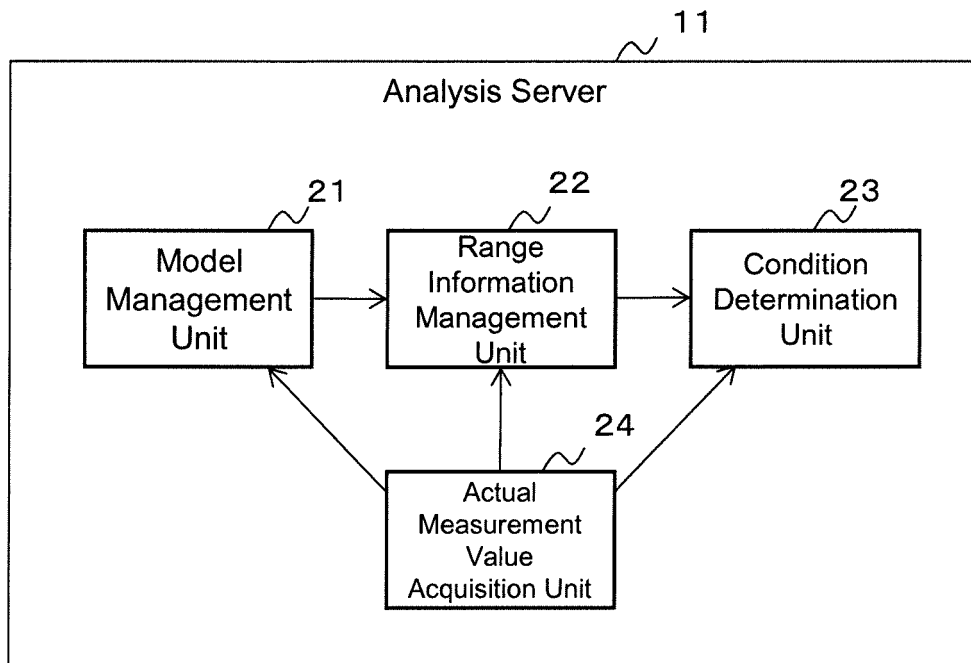 11
Analysis Server
21
22
23
Model
Management
Unit
Range
Information
Management
Unit
Condition
Determination
Unit
24
Actual
Measurement
Value
Acquisition Unit